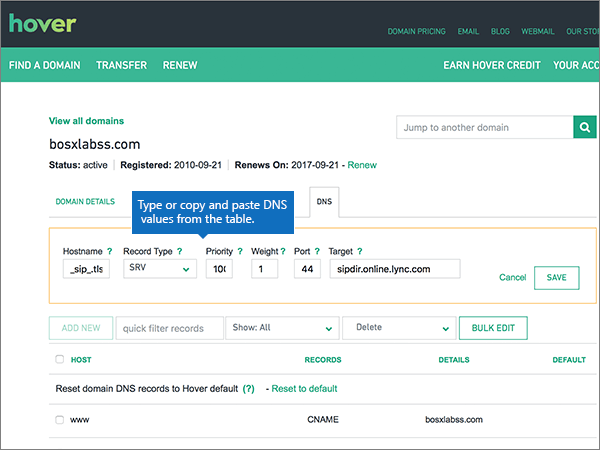 hover
DOMAIN PRICING EMAIL BLOG WEBMAIL OUR STO
FIND A DOMAIN TRANSFER RENEW EARN HOVER CREDIT YOUR ACC
View all domains
Jump to another domain
bosxlabss.com
Status: active Registered: 2010-09-21 Renews On: 2017-09-21 - Renew
DOMAIN DETAILS DNS
Type or copy and paste DNS
values from the table.
Hostname ? Record Type ? Priority ? Weight ? Port ? Target ?
_sip_.tls SRV 100 1 44 sipdir.online.lync.com
Cancel SAVE
ADD NEW quick filter records Show: All Delete BULK EDIT
HOST RECORDS DETAILS DEFAULT
Reset domain DNS records to Hover default (?) - Reset to default
www CNAME bosxlabss.com